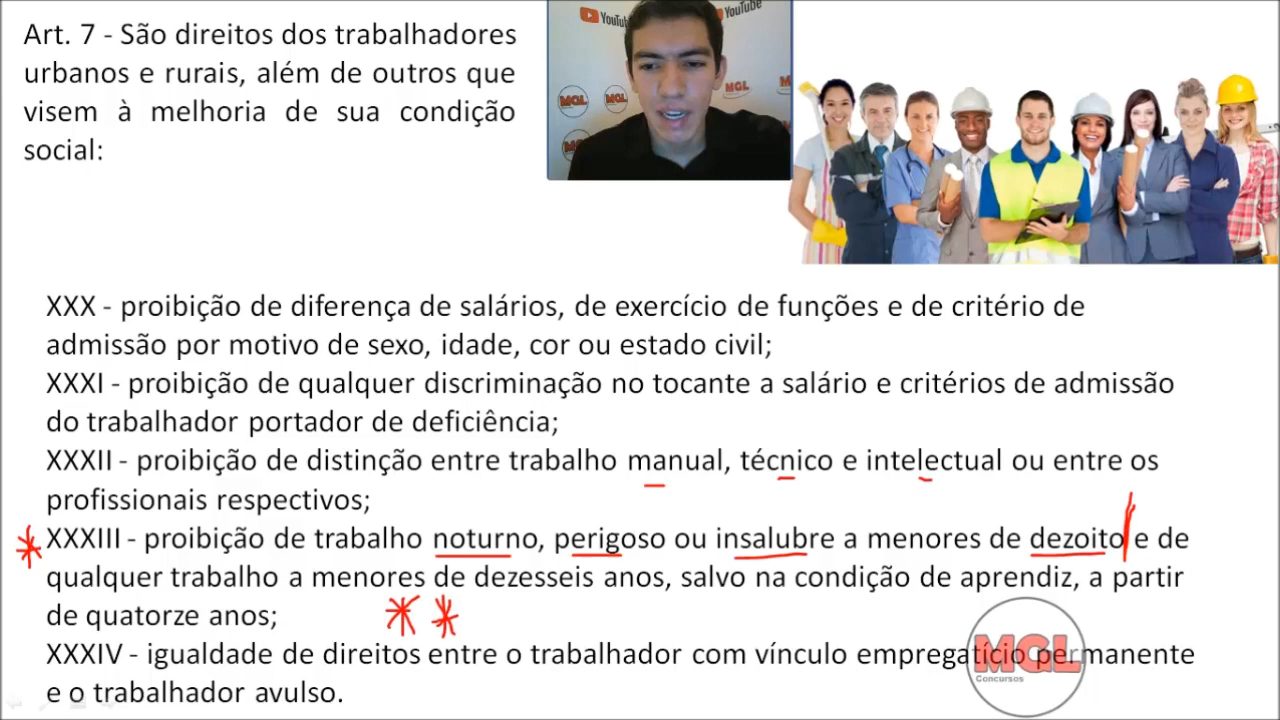 Art. 7 - São direitos dos trabalhadores
urbanos e rurais, além de outros que
visem à melhoria de sua condição
social:
YouTube
YouTube
MGL
MGL
MGL
XXX - proibição de diferença de salários, de exercício de funções e de critério de
admissão por motivo de sexo, idade, cor ou estado civil;
XXXI - proibição de qualquer discriminação no tocante a salário e critérios de admissão
do trabalhador portador de deficiência;
XXXII - proibição de distinção entre trabalho manual, técnico e intelectual ou entre os
profissionais respectivos;
XXXIII - proibição de trabalho noturno, perigoso ou insalubre a menores de dezoito e de
qualquer trabalho a menores de dezesseis anos, salvo na condição de aprendiz, a partir
de quatorze anos;
XXXIV - igualdade de direitos entre o trabalhador com vínculo empregatício permanente
e o trabalhador avulso.
MGL
Concursos